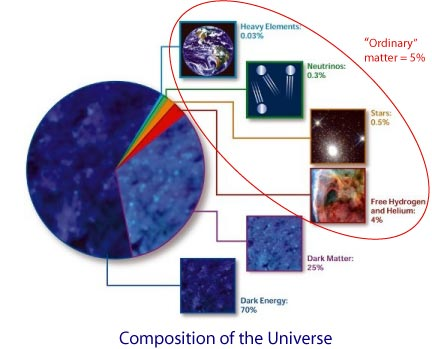 Heavy Elements:
0.03%
"Ordinary"
matter = 5%
Neutrinos:
0.3%
Stars:
0.5%
Free Hydrogen
and Helium:
4%
Dark Matter:
25%
Dark Energy:
70%
Composition of the Universe